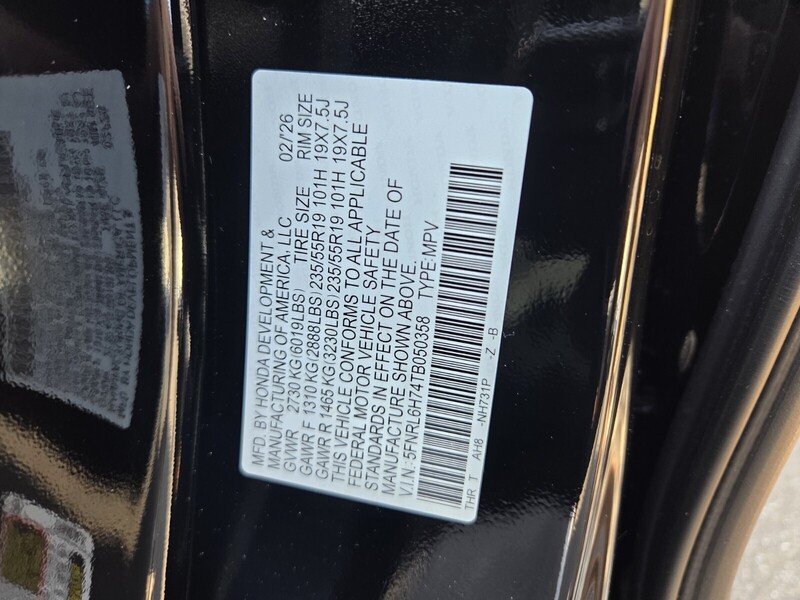 MFD. BY HONDA DEVELOPMENT & 02/'26
MANUFACTURING OF AMERICA, LLC
GVWR 2730 KG(6019LBS) TIRE SIZE RIM SIZE
GAWR F 1310 KG(2888LBS) 235/55R19 101H 19X7.5J
GAWR R 1465 KG(3230LBS) 235/55R19 101H 19X7.5J
THIS VEHICLE CONFORMS TO ALL APPLICABLE
FEDERAL MOTOR VEHICLE SAFETY
STANDARDS IN EFFECT ON THE DATE OF
MANUFACTURE SHOWN ABOVE.
V.I.N.: 5FNRL6H74TB050358 TYPE: MPV
THR T AH8 -NH731P -Z -B